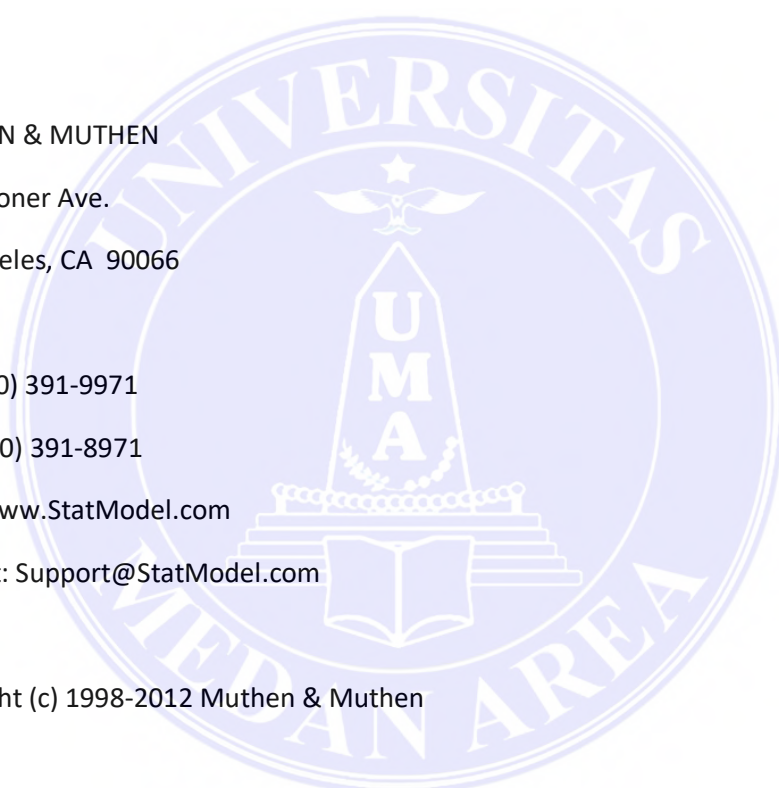 N & MUTHEN
oner Ave.
eles, CA 90066
0) 391-9971
0) 391-8971
ww.StatModel.com
t: Support@StatModel.com
ht (c) 1998-2012 Muthen & Muthen
UNIVERSITAS
UMA
MEDAN AREA